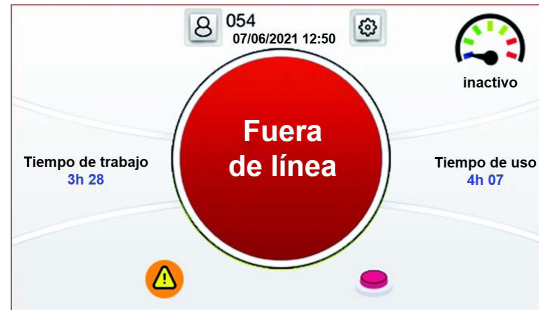 054
07/06/2021 12:50
inactivo
Fuera
de línea
Tiempo de trabajo
3h 28
Tiempo de uso
4h 07